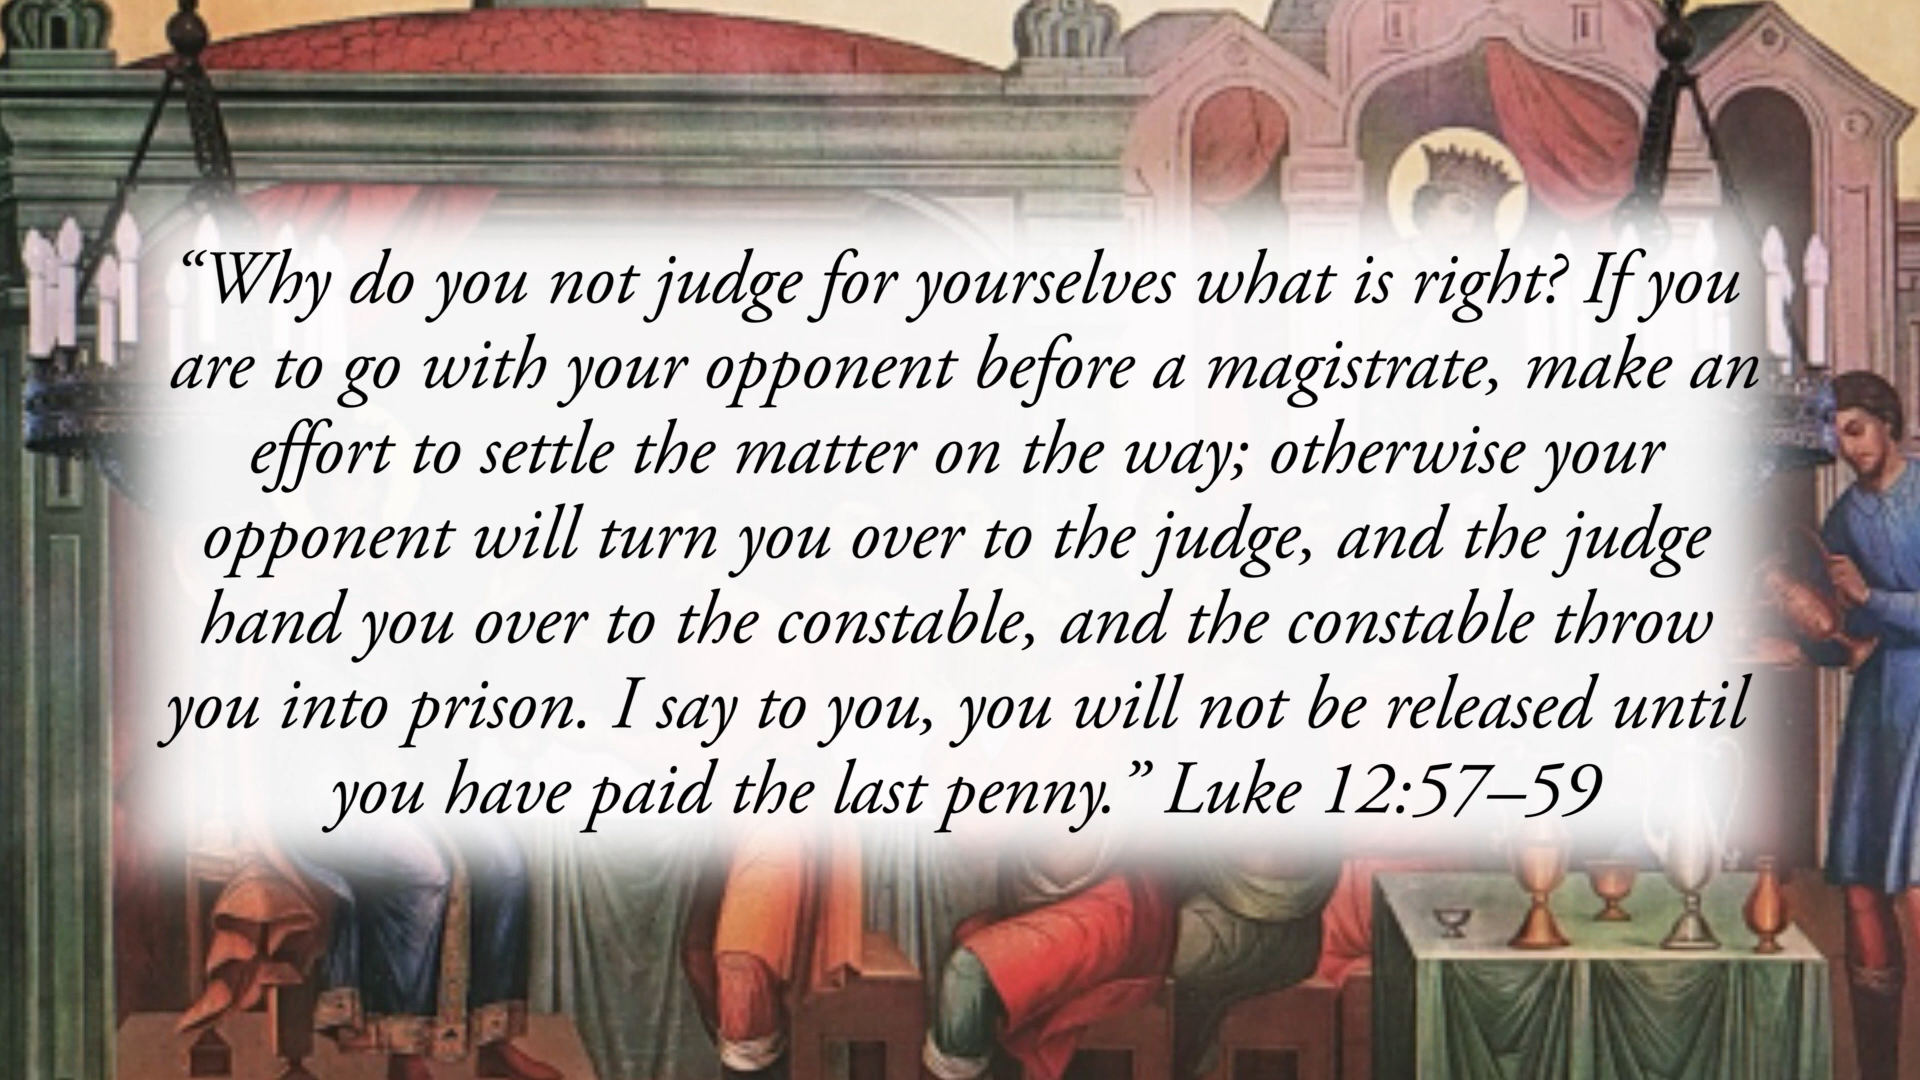 “Why do you not judge for yourselves what is right? If you
are to go with your opponent before a magistrate, make an
effort to settle the matter on the way; otherwise your
opponent will turn you over to the judge, and the judge
hand you over to the constable, and the constable throw
you into prison. I say to you, you will not be released until
you have paid the last penny.” Luke 12:57–59